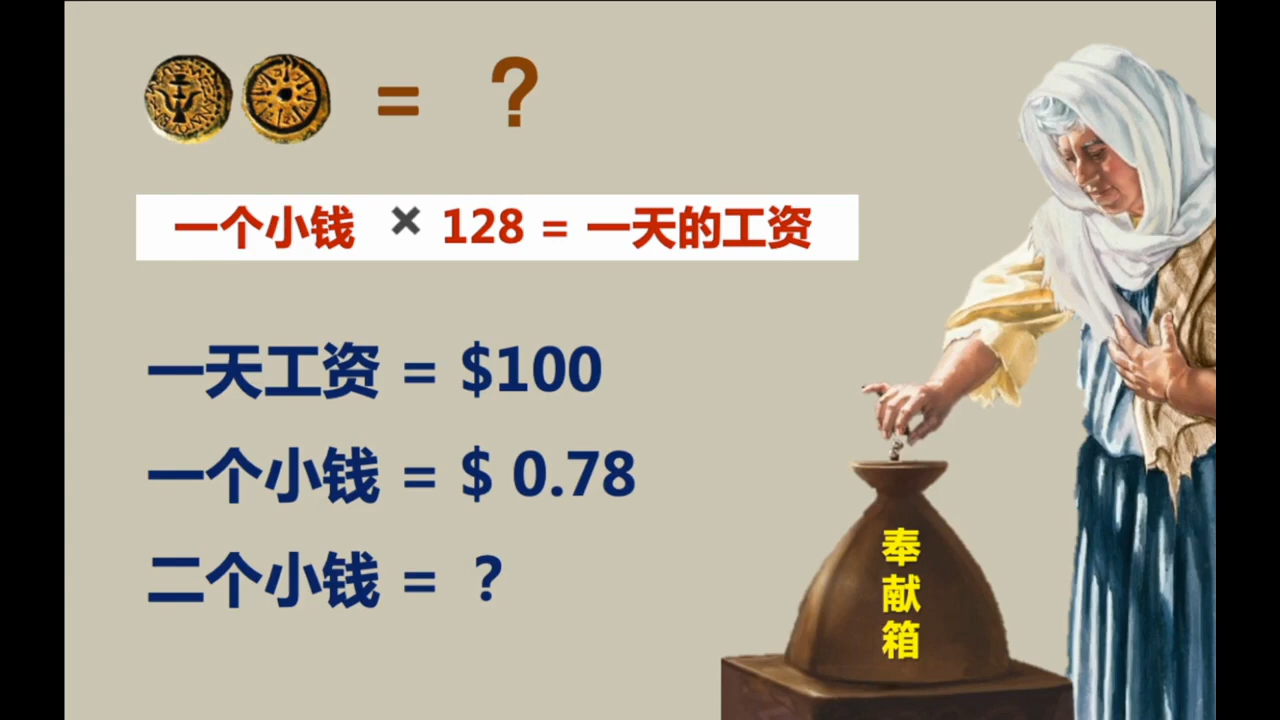 = ?
一个小钱 × 128 = 一天的工资
一天工资 = $100
一个小钱 = $ 0.78
二个小钱 = ?
奉
献
箱